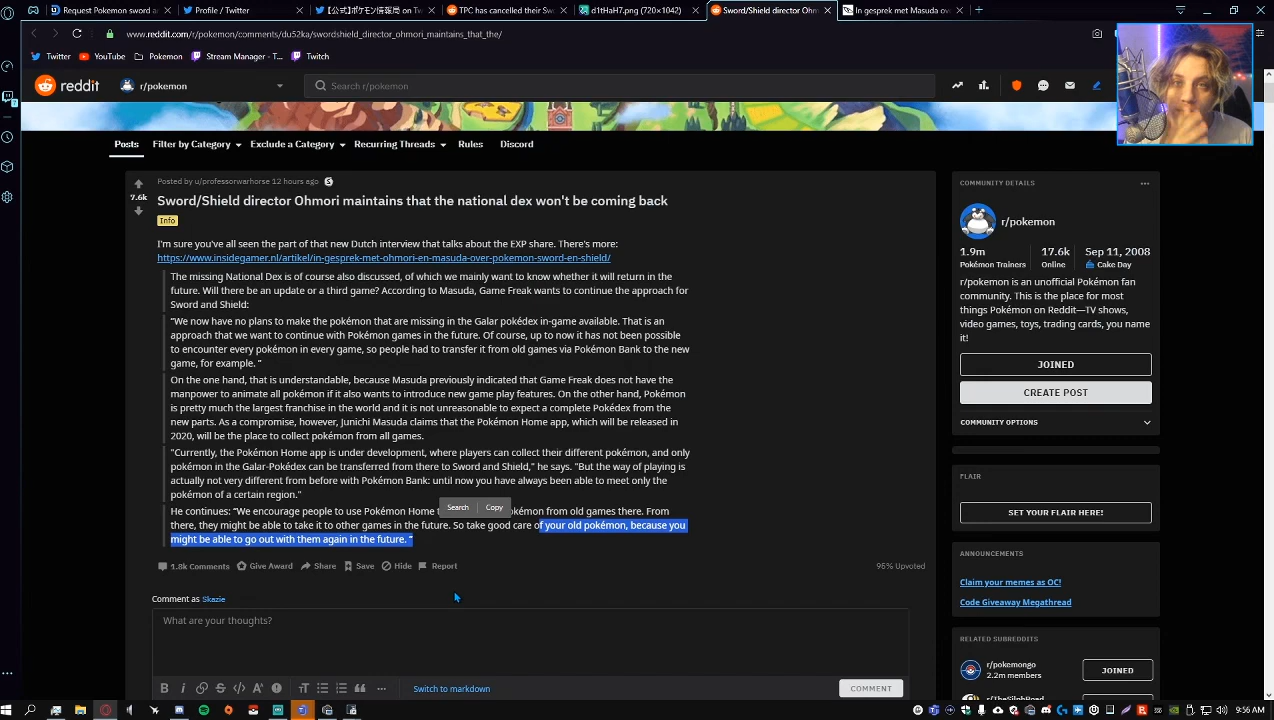 Request Pokemon sword an
Profile / Twitter
【公式】ポケモン情報局 on Tw
TPC has cancelled their Sw
d1tHaH7.png (720×1042)
Sword/Shield director Ohm
In gesprek met Masuda ove
www.reddit.com/r/pokemon/comments/du52ka/swordshield_director_ohmori_maintains_that_the/
Twitter
YouTube
Pokemon
Stream Manager - T...
Twitch
reddit
r/pokemon
Search r/pokemon
Posts
Filter by Category
Exclude a Category
Recurring Threads
Rules
Discord
Posted by u/professorwarhorse 12 hours ago
7.6k
Sword/Shield director Ohmori maintains that the national dex won't be coming back
Info
I'm sure you've all seen the part of that new Dutch interview that talks about the EXP share. There's more:
https://www.insidegamer.nl/artikel/in-gesprek-met-ohmori-en-masuda-over-pokemon-sword-en-shield/
The missing National Dex is of course also discussed, of which we mainly want to know whether it will return in the
future. Will there be an update or a third game? According to Masuda, Game Freak wants to continue the approach for
Sword and Shield:
"We now have no plans to make the pokémon that are missing in the Galar pokédex in-game available. That is an
approach that we want to continue with Pokémon games in the future. Of course, up to now it has not been possible
to encounter every pokémon in every game, so people had to transfer it from old games via Pokémon Bank to the new
game, for example. "
On the one hand, that is understandable, because Masuda previously indicated that Game Freak does not have the
manpower to animate all pokémon if it also wants to introduce new game play features. On the other hand, Pokémon
is pretty much the largest franchise in the world and it is not unreasonable to expect a complete Pokédex from the
new parts. As a compromise, however, Junichi Masuda claims that the Pokémon Home app, which will be released in
2020, will be the place to collect pokémon from all games.
"Currently, the Pokémon Home app is under development, where players can collect their different pokémon, and only
pokémon in the Galar-Pokédex can be transferred from there to Sword and Shield," he says. "But the way of playing is
actually not very different from before with Pokémon Bank: until now you have always been able to meet only the
pokémon of a certain region."
Search
Copy
He continues: "We encourage people to use Pokémon Home t okémon from old games there. From
there, they might be able to take it to other games in the future. So take good care of your old pokémon, because you
might be able to go out with them again in the future. "
1.8k Comments
Give Award
Share
Save
Hide
Report
95% Upvoted
Comment as Skazie
What are your thoughts?
Switch to markdown
COMMENT
COMMUNITY DETAILS
r/pokemon
1.9m
17.6k
Sep 11, 2008
Pokémon Trainers
Online
Cake Day
r/pokemon is an unofficial Pokémon fan
community. This is the place for most
things Pokémon on Reddit—TV shows,
video games, toys, trading cards, you name
it!
JOINED
CREATE POST
COMMUNITY OPTIONS
FLAIR
SET YOUR FLAIR HERE!
ANNOUNCEMENTS
Claim your memes as OC!
Code Giveaway Megathread
RELATED SUBREDDITS
r/pokemongo
2.2m members
JOINED
r/TheSilphRoad
9:56 AM